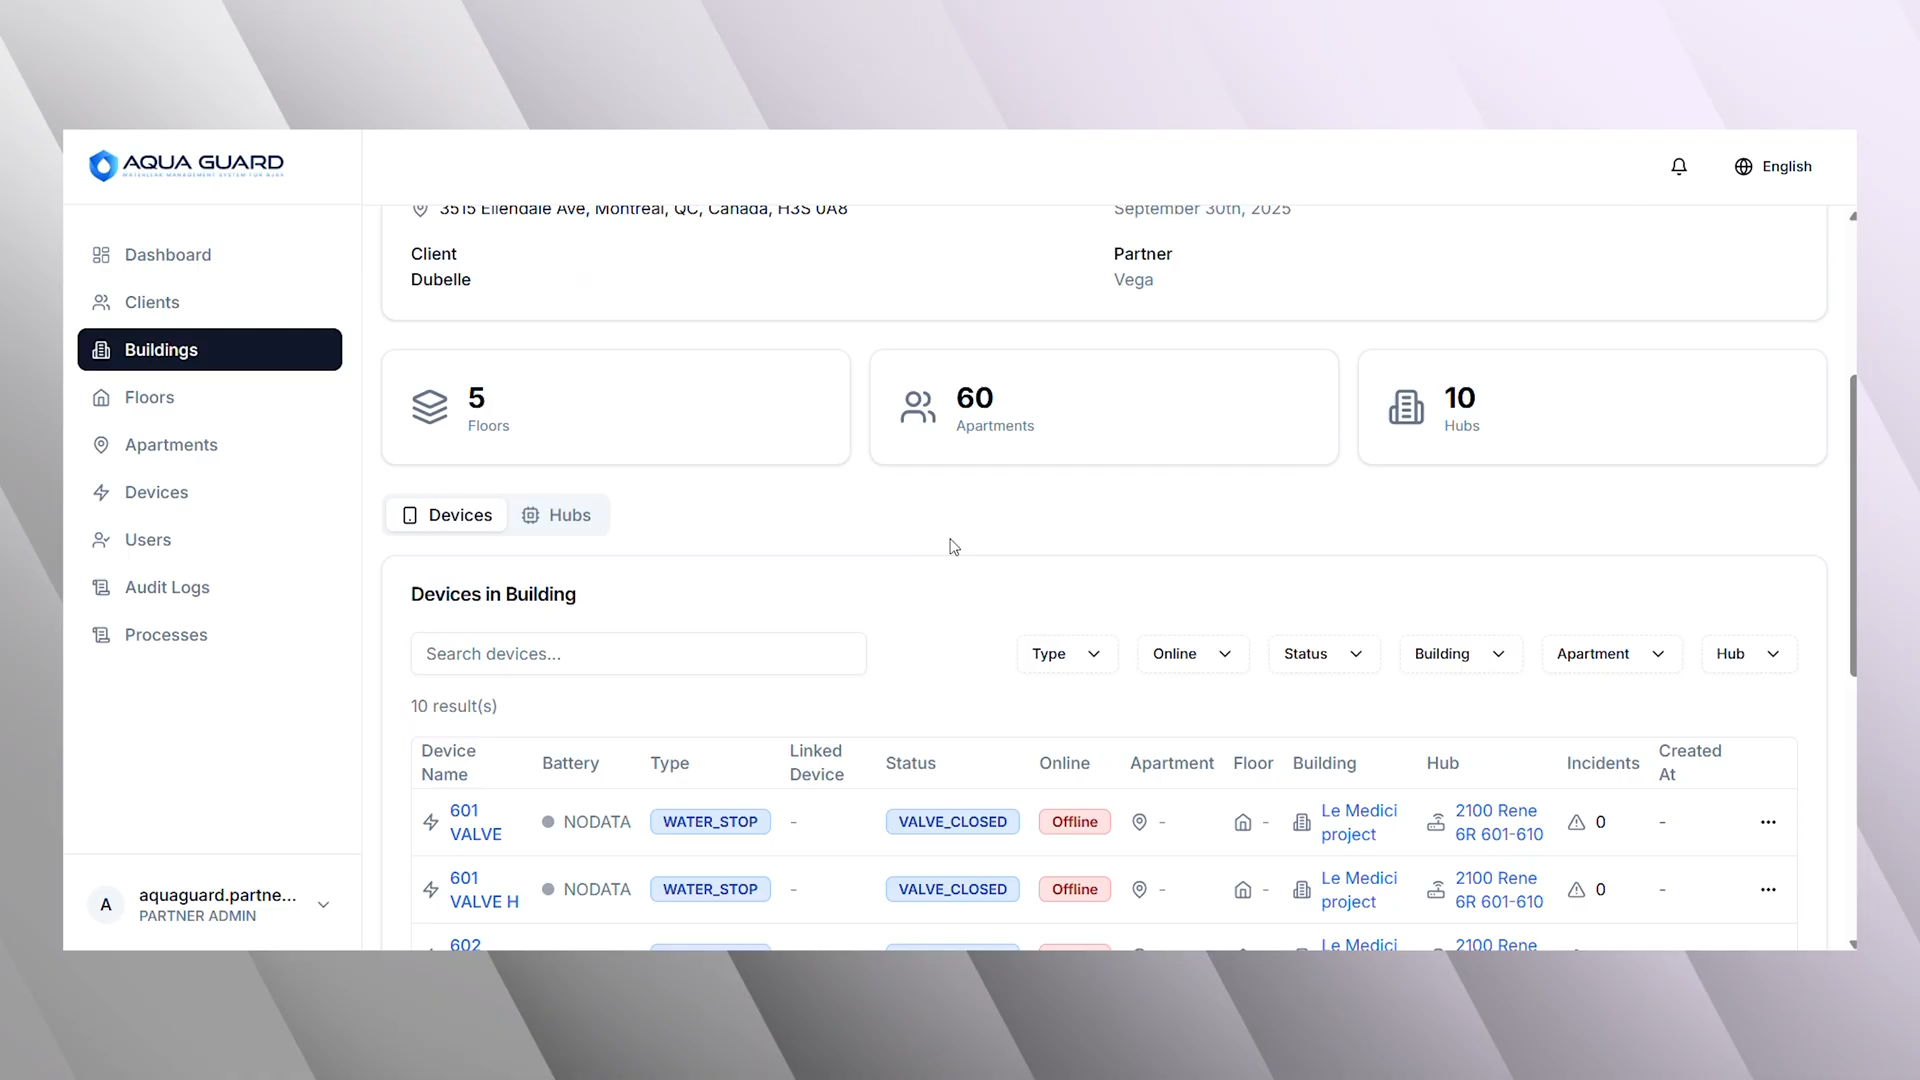 AQUA GUARD
WATERLEAK MANAGEMENT SYSTEM FOR AJAX
English
Dashboard
Clients
Buildings
Floors
Apartments
Devices
Users
Audit Logs
Processes
A
aquaguard.partne...
PARTNER ADMIN
3515 Ellendale Ave, Montreal, QC, Canada, H3S 0A8
September 30th, 2025
Client
Partner
Dubelle
Vega
5
Floors
60
Apartments
10
Hubs
Devices
Hubs
Devices in Building
Search devices...
Type
Online
Status
Building
Apartment
Hub
10 result(s)
Device Name
Battery
Type
Linked Device
Status
Online
Apartment
Floor
Building
Hub
Incidents
Created At
601 VALVE
NODATA
WATER_STOP
-
VALVE_CLOSED
Offline
-
-
Le Medici project
2100 Rene 6R 601-610
0
-
...
601 VALVE H
NODATA
WATER_STOP
-
VALVE_CLOSED
Offline
-
-
Le Medici project
2100 Rene 6R 601-610
0
-
...
602
Le Medici
2100 Rene